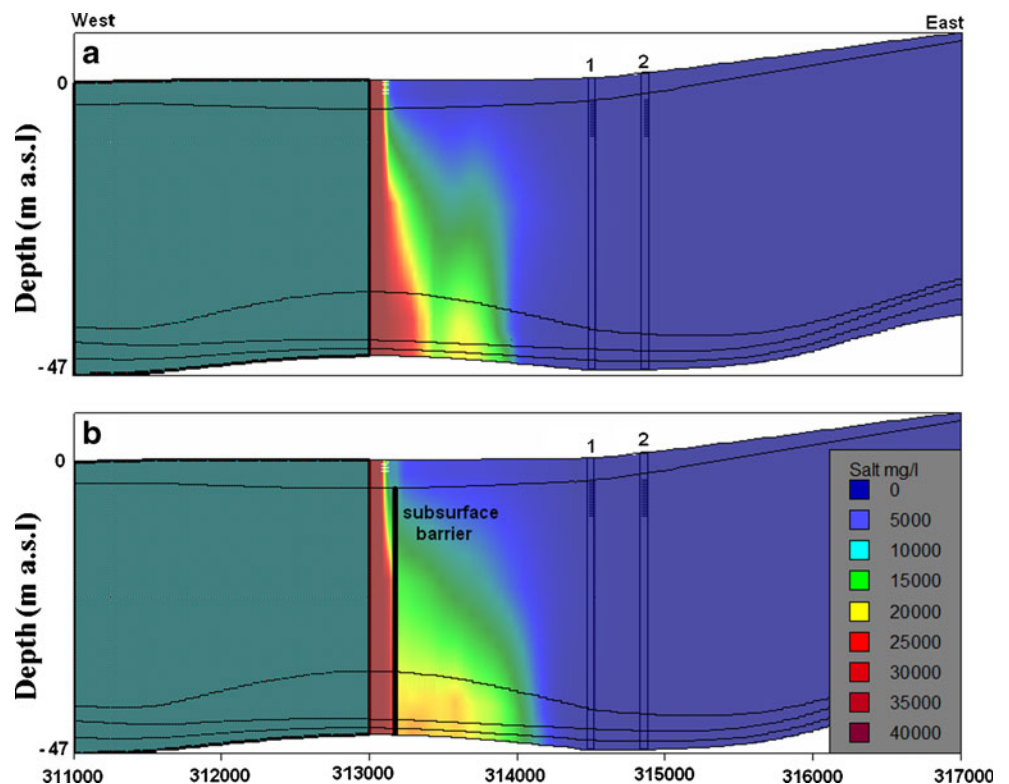 West East
a
1 2
0
Depth (m a.s.l)
-47
b
1 2
0
subsurface
barrier
Depth (m a.s.l)
-47
Salt mg/l
0
5000
10000
15000
20000
25000
30000
35000
40000
311000 312000 313000 314000 315000 316000 317000